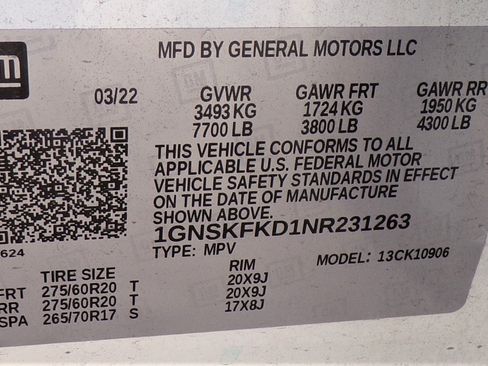 MFD BY GENERAL MOTORS LLC
03/22 GVWR GAWR FRT GAWR RR
3493 KG 1724 KG 1950 KG
7700 LB 3800 LB 4300 LB
THIS VEHICLE CONFORMS TO ALL
APPLICABLE U.S. FEDERAL MOTOR
VEHICLE SAFETY STANDARDS IN EFFECT
ON THE DATE OF MANUFACTURE
SHOWN ABOVE.
1GNSKFKD1NR231263
TYPE: MPV MODEL: 13CK10906
624
TIRE SIZE RIM
FRT 275/60R20 T 20X9J
RR 275/60R20 T 20X9J
SPA 265/70R17 S 17X8J